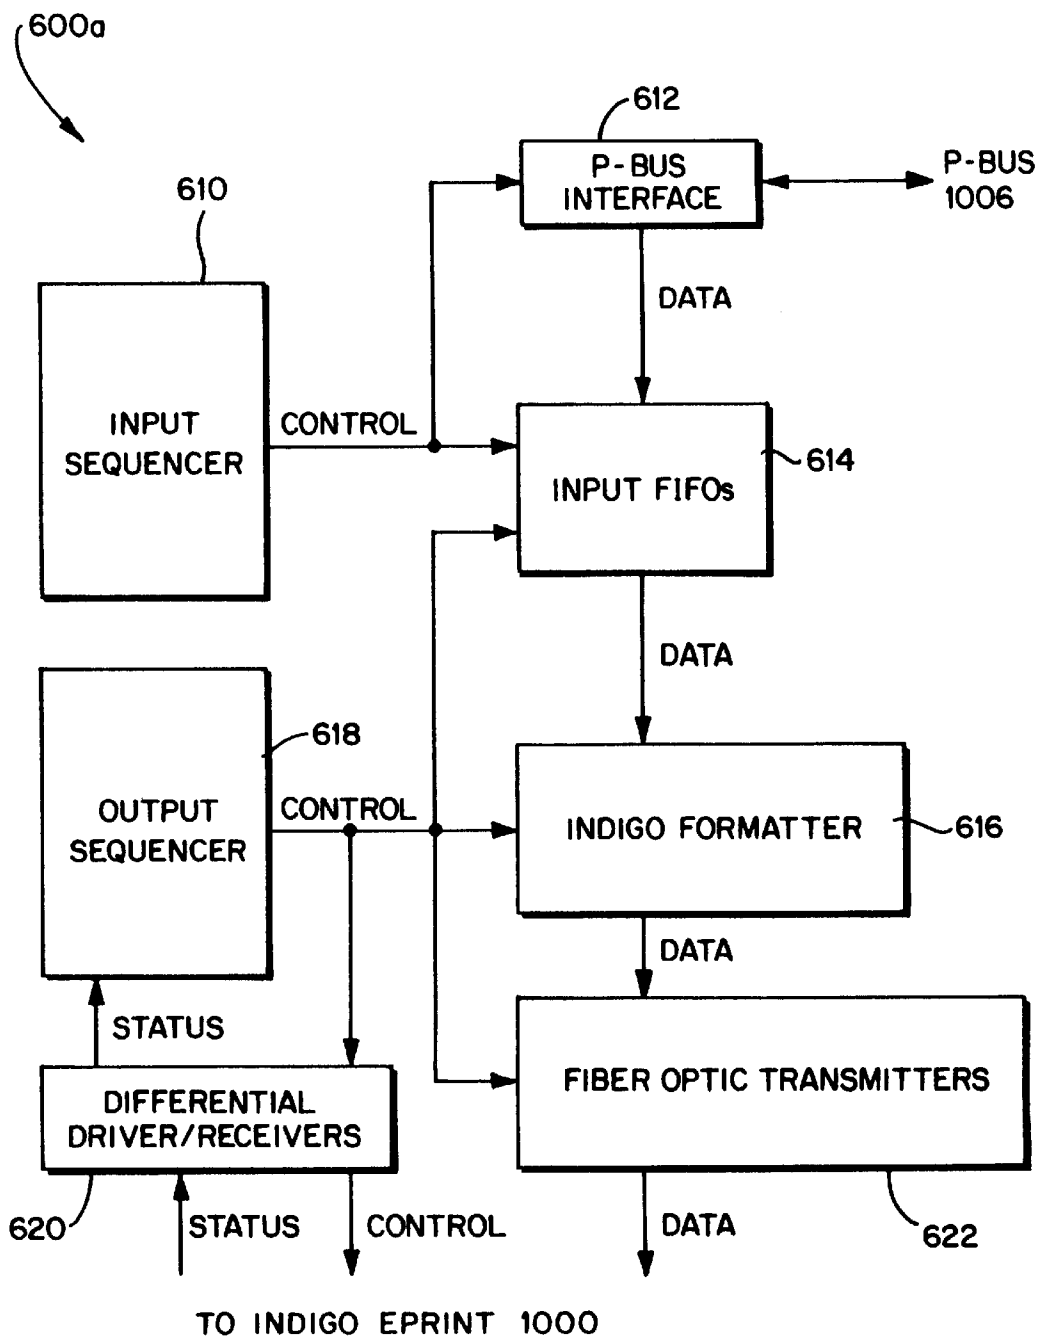 600a
612
P-BUS
INTERFACE
P-BUS
1006
610
DATA
INPUT
SEQUENCER
CONTROL
INPUT FIFOs
614
DATA
618
OUTPUT
SEQUENCER
CONTROL
INDIGO FORMATTER
616
DATA
STATUS
FIBER OPTIC TRANSMITTERS
DIFFERENTIAL
DRIVER/RECEIVERS
620
STATUS
CONTROL
DATA
622
TO INDIGO EPRINT 1000